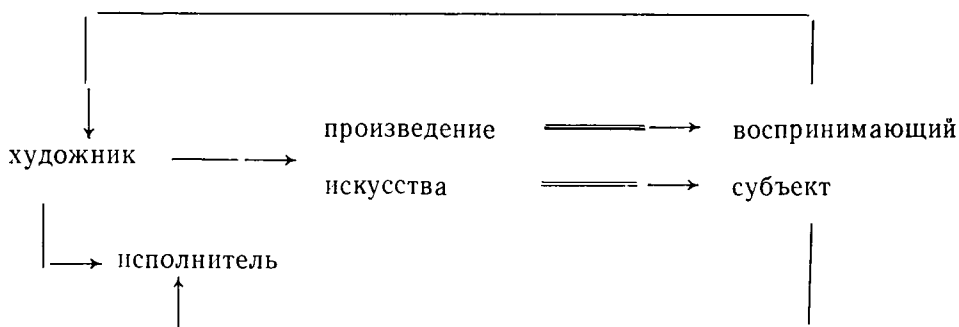 произведение воспринимающий
художник
искусства субъект
исполнитель